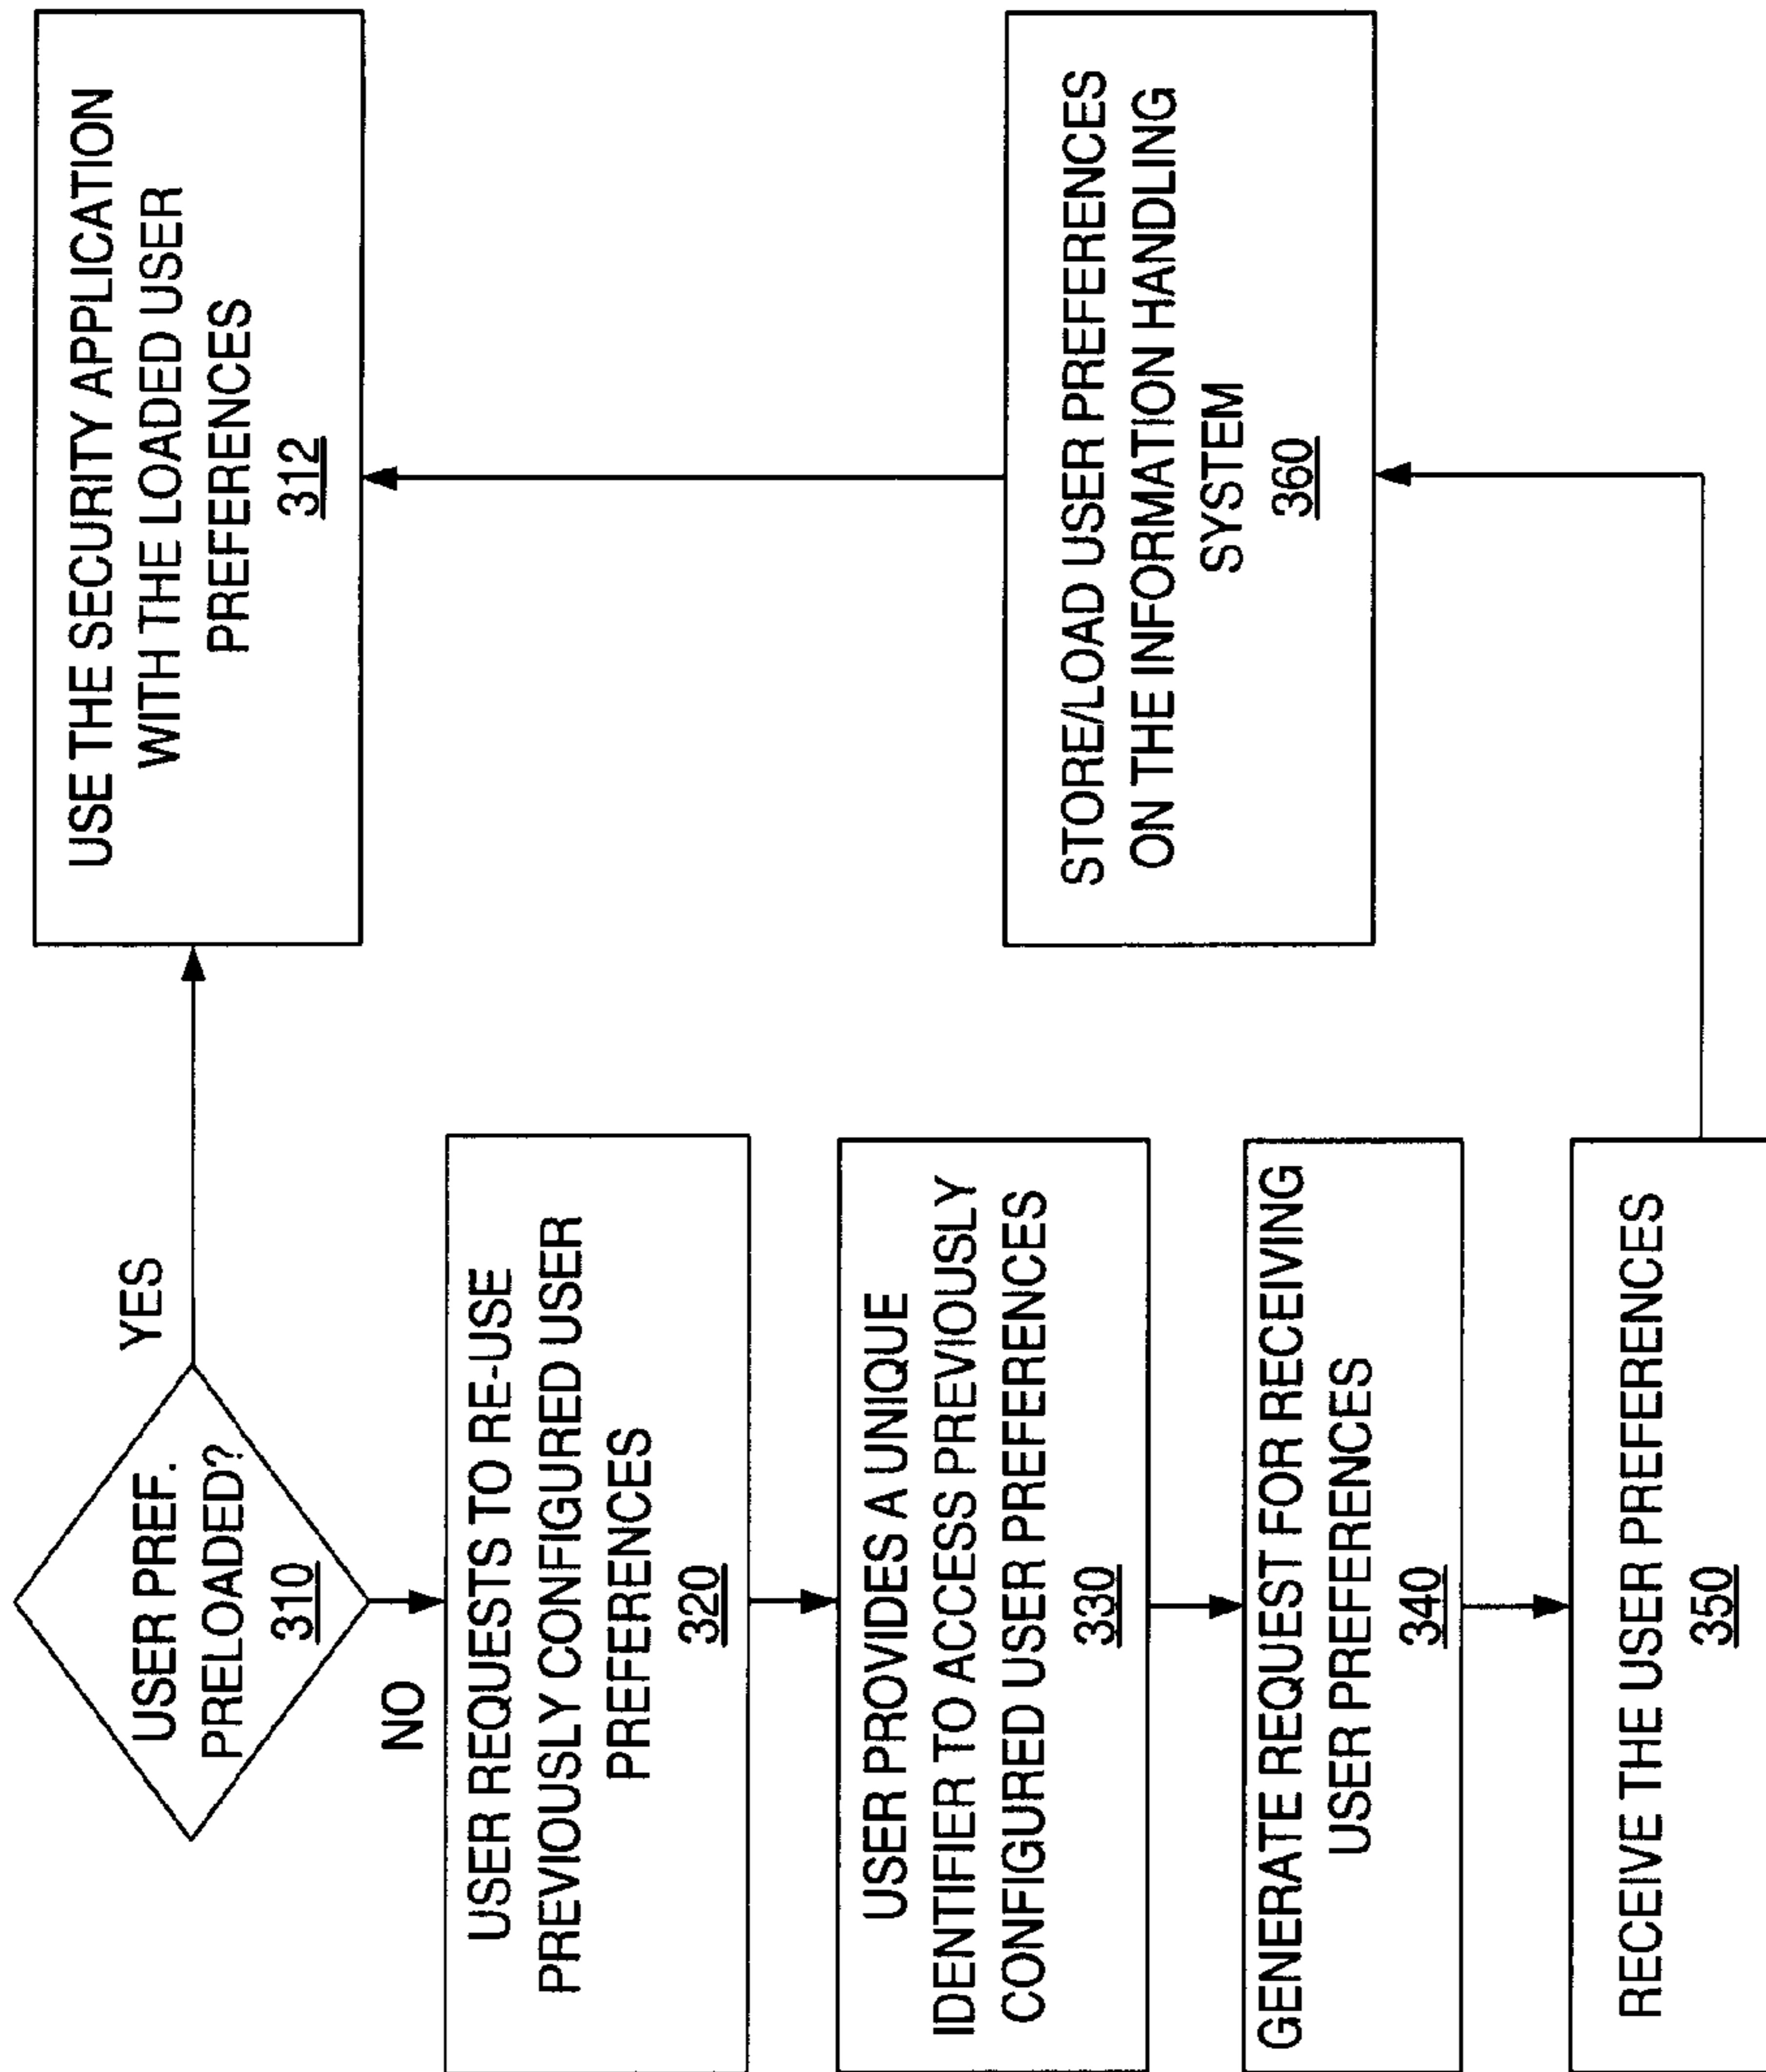 USER PREF.
PRELOADED?
310
YES
NO
USE THE SECURITY APPLICATION
WITH THE LOADED USER
PREFERENCES
312
USER REQUESTS TO RE-USE
PREVIOUSLY CONFIGURED USER
PREFERENCES
320
USER PROVIDES A UNIQUE
IDENTIFIER TO ACCESS PREVIOUSLY
CONFIGURED USER PREFERENCES
330
GENERATE REQUEST FOR RECEIVING
USER PREFERENCES
340
RECEIVE THE USER PREFERENCES
350
STORE/LOAD USER PREFERENCES
ON THE INFORMATION HANDLING
SYSTEM
360